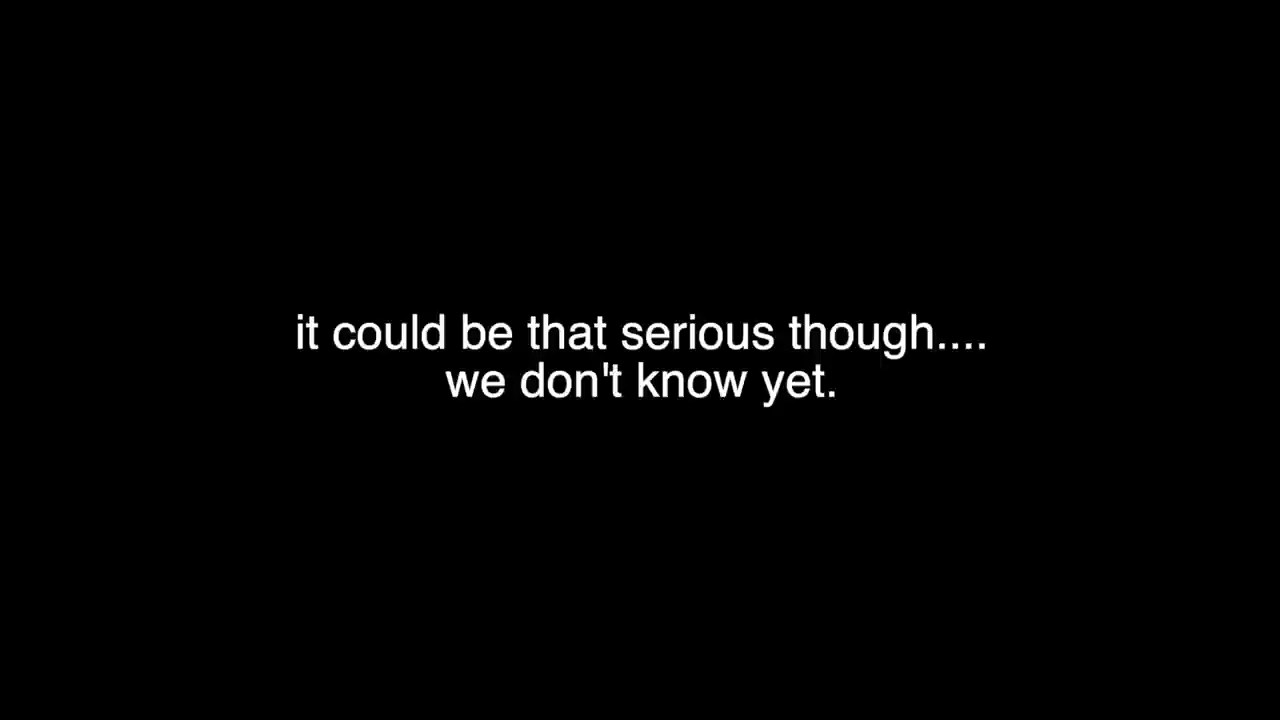 it could be that serious though....
we don't know yet.